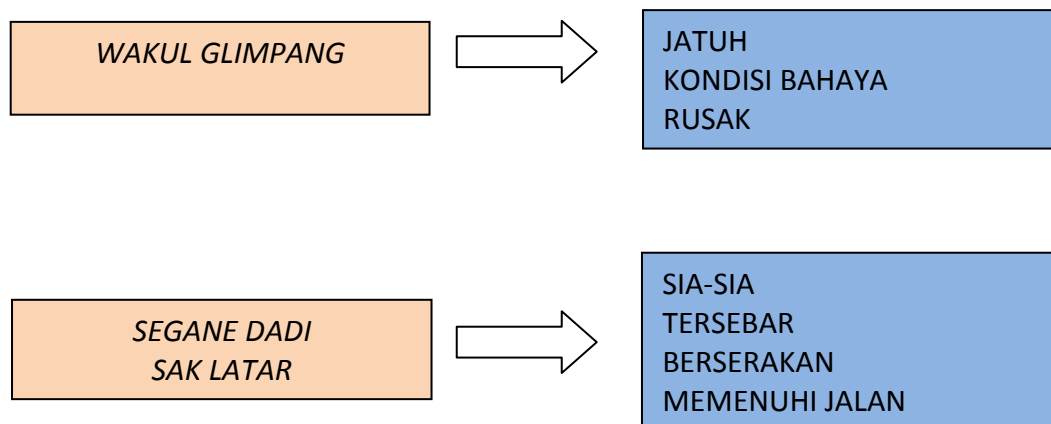 WAKUL GLIMPANG
JATUH
KONDISI BAHAYA
RUSAK
SEGANE DADI
SAK LATAR
SIA-SIA
TERSEBAR
BERSERAKAN
MEMENUHI JALAN